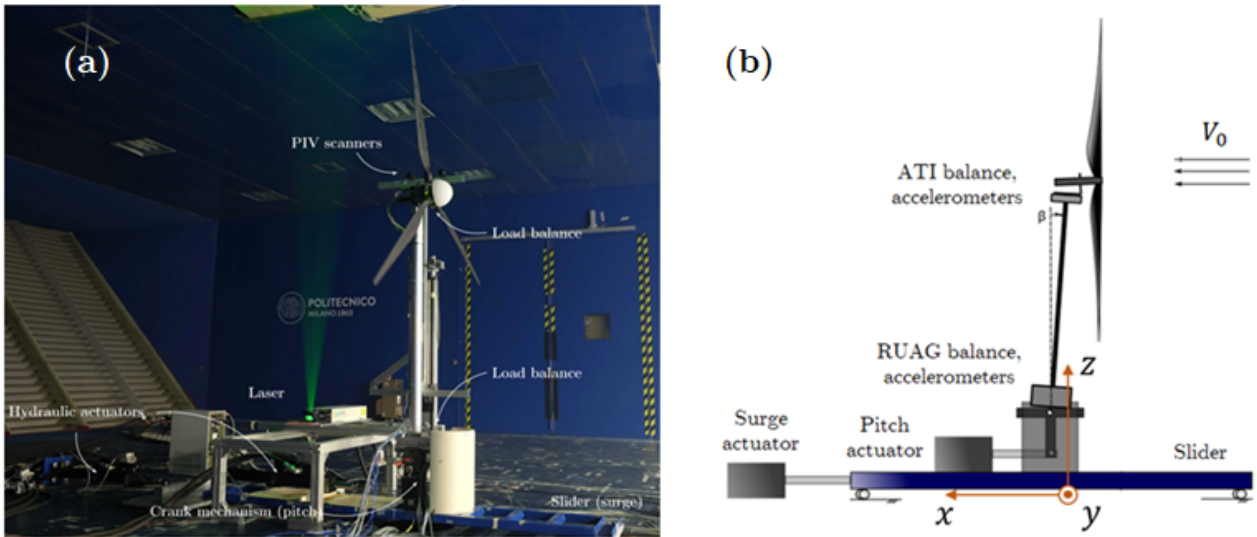 (a)
PIV scanners
Load balance
POLITECNICO
MILANO 1863
Load balance
Laser
Hydraulic actuators
Slider (surge)
Crank mechanism (pitch)
(b)
V₀
ATI balance,
accelerometers
β
RUAG balance,
accelerometers
z
Surge
actuator
Pitch
actuator
Slider
x
y